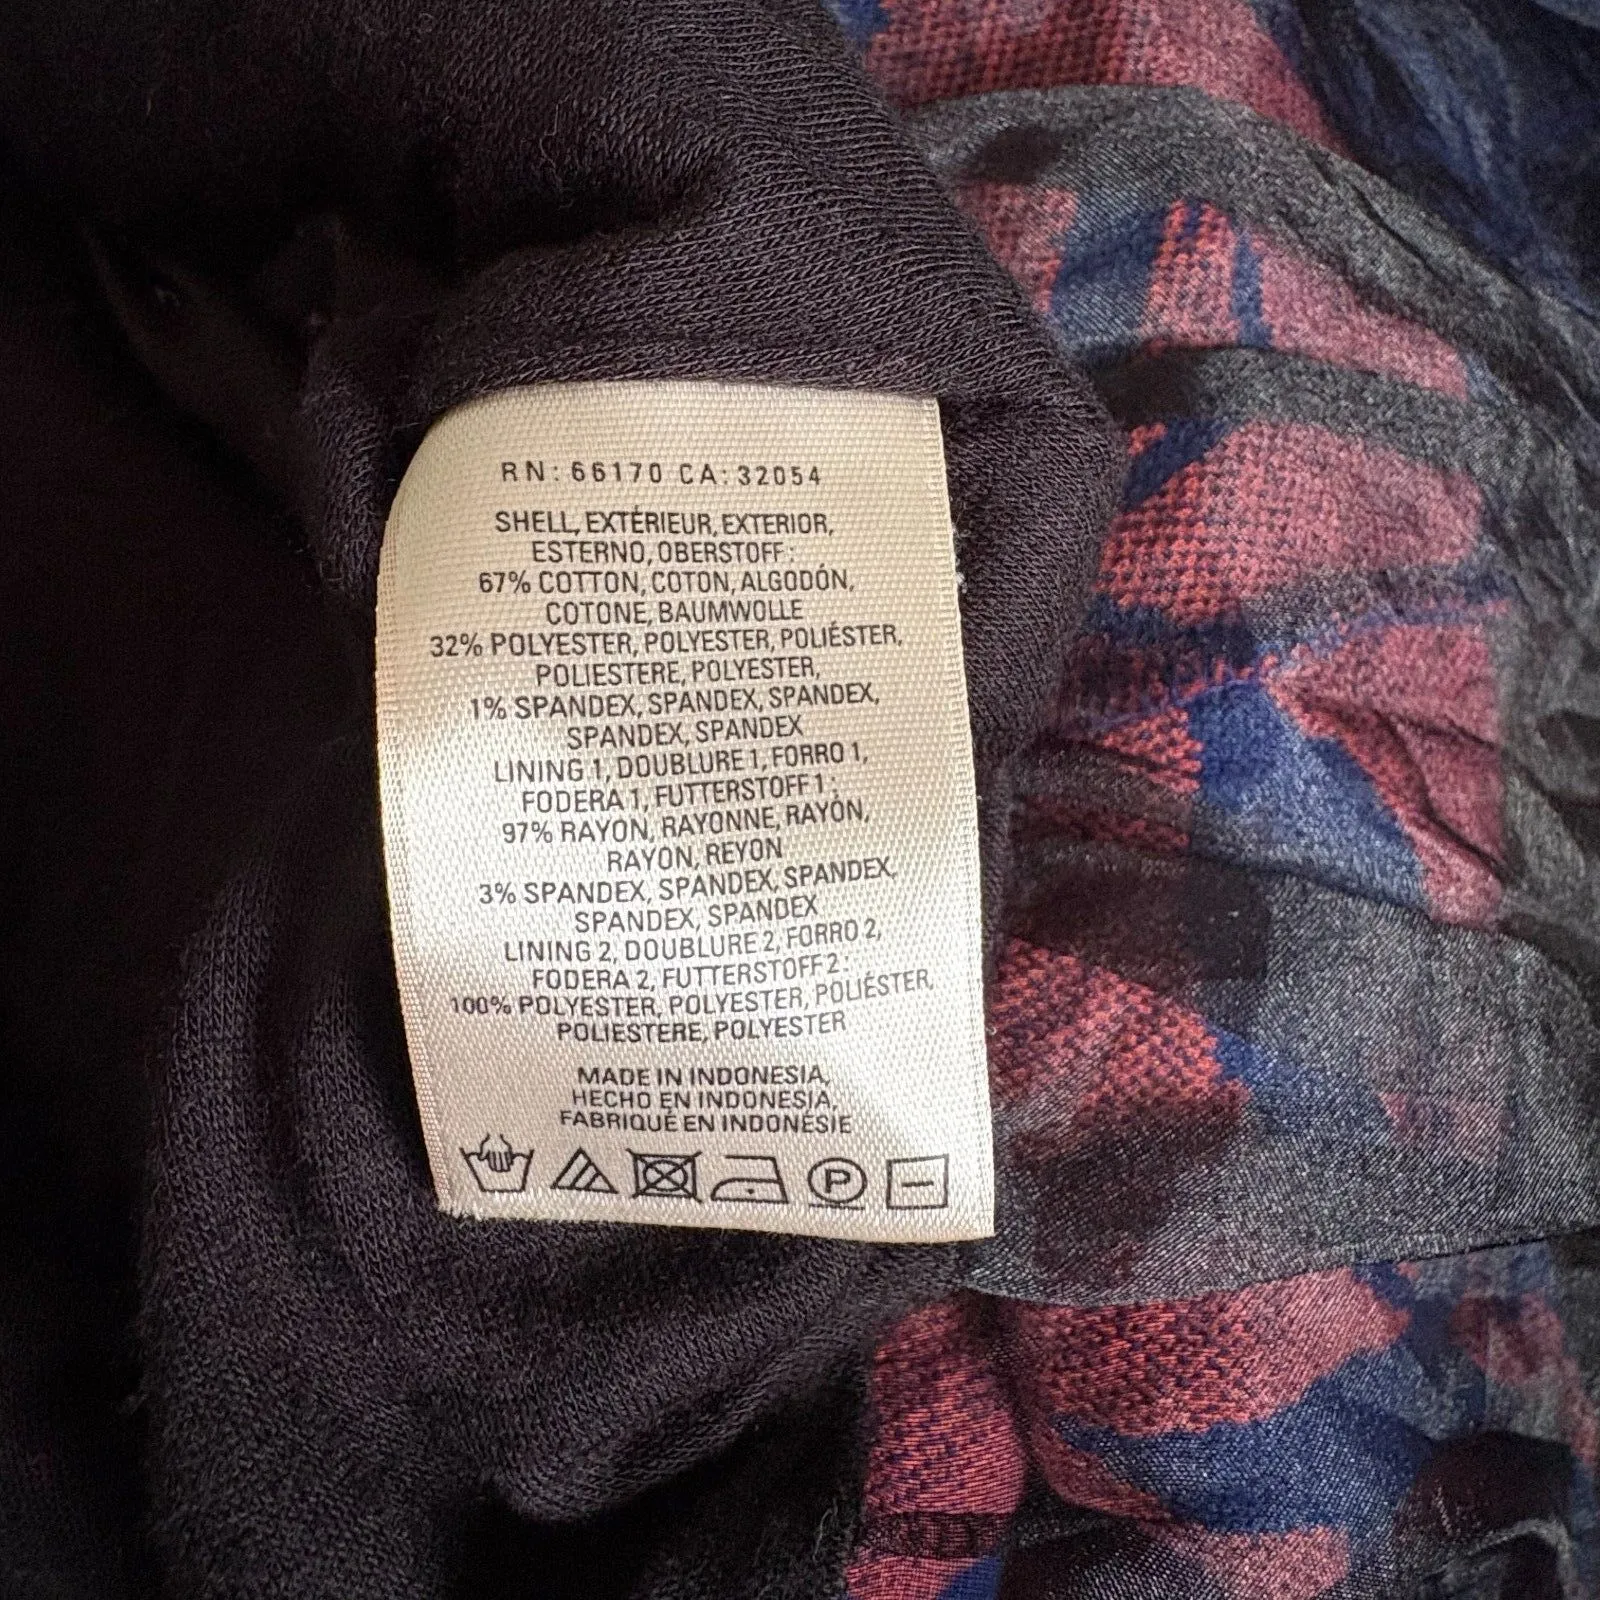 RN: 66170 CA: 32054
SHELL, EXTÉRIEUR, EXTERIOR,
ESTERNO, OBERSTOFF:
67% COTTON, COTON, ALGODÓN,
COTONE, BAUMWOLLE
32% POLYESTER, POLYESTER, POLIÉSTER,
POLIESTERE, POLYESTER,
1% SPANDEX, SPANDEX, SPANDEX,
SPANDEX, SPANDEX
LINING 1, DOUBLURE 1, FORRO 1,
FODERA 1, FUTTERSTOFF 1:
97% RAYON, RAYONNE, RAYÓN,
RAYON, REYON
3% SPANDEX, SPANDEX, SPANDEX,
SPANDEX, SPANDEX
LINING 2, DOUBLURE 2, FORRO 2,
FODERA 2, FUTTERSTOFF 2:
100% POLYESTER, POLYESTER, POLIÉSTER,
POLIESTERE, POLYESTER
MADE IN INDONESIA,
HECHO EN INDONESIA,
FABRIQUÉ EN INDONÉSIE
P